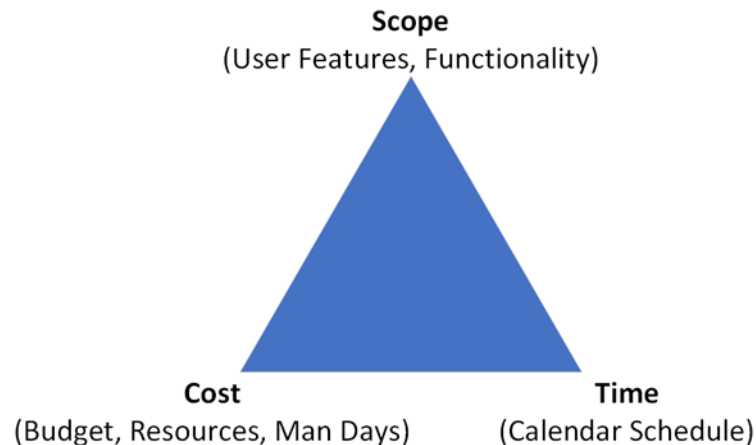 Scope
(User Features, Functionality)
Cost
(Budget, Resources, Man Days)
Time
(Calendar Schedule)